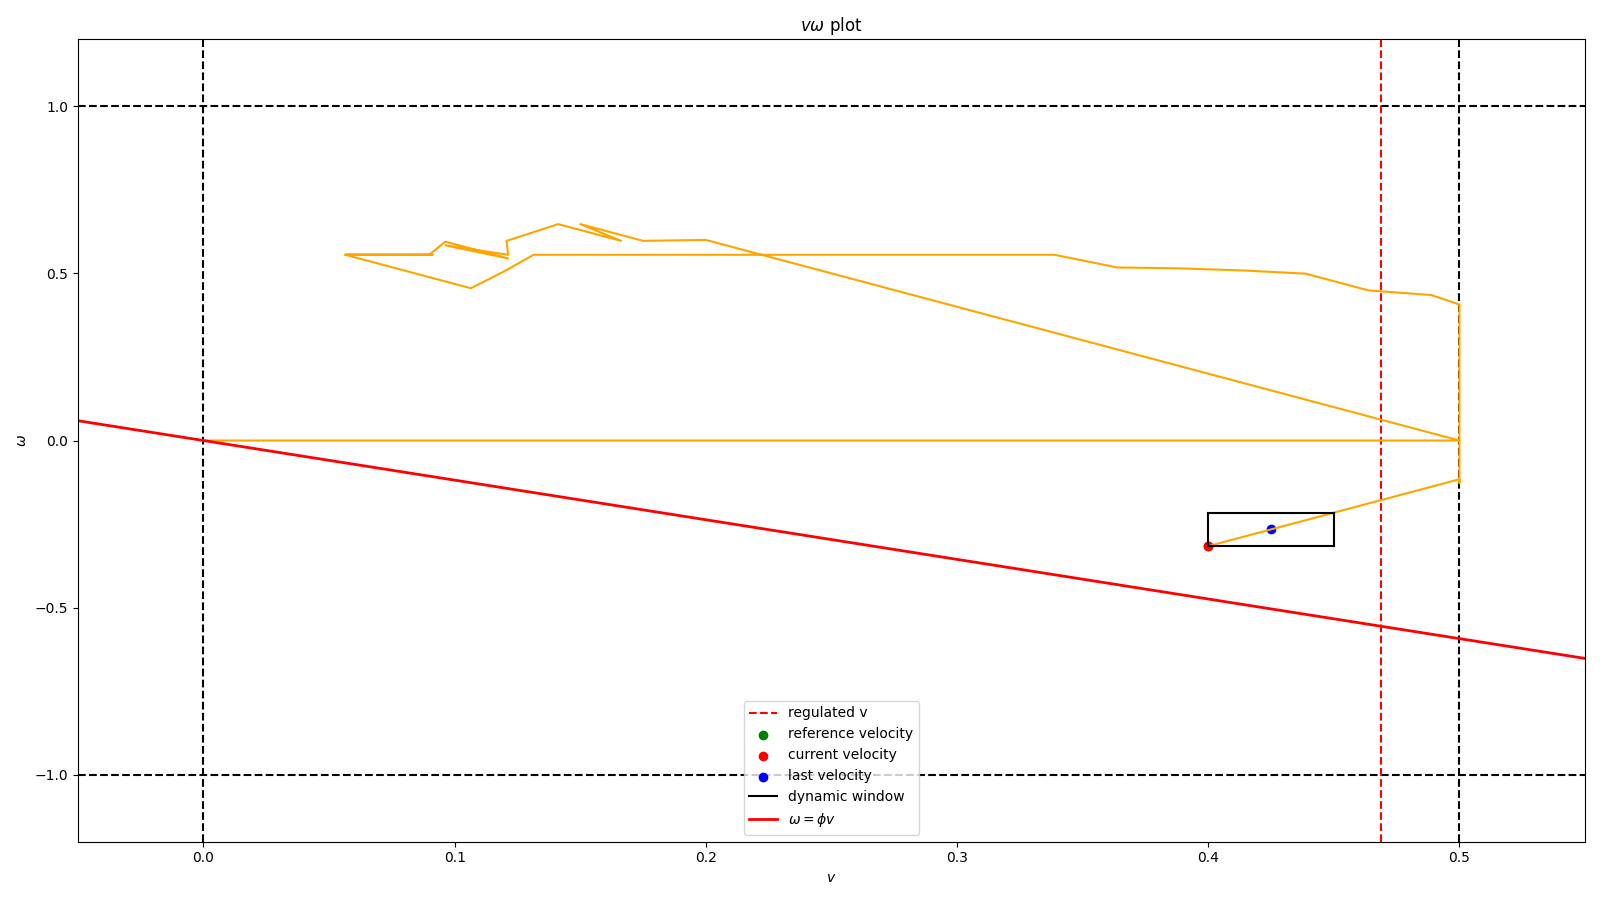 vω plot
1.0
0.5
0.0
−0.5
−1.0
ω
0.0 0.1 0.2 0.3 0.4 0.5
v
regulated v
reference velocity
current velocity
last velocity
dynamic window
ω = ϕv